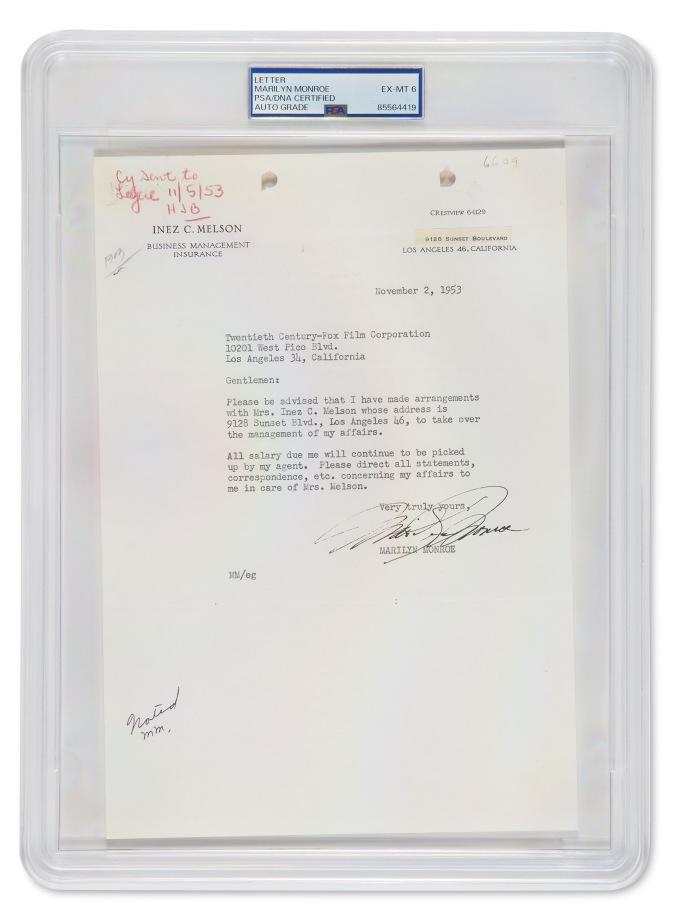 LETTER
MARILYN MONROE
PSA/DNA CERTIFIED
AUTO GRADE
PSA
EX-MT 6
85564419
Cy sent to
11/5/53
HJB
6609
INEZ C. MELSON
BUSINESS MANAGEMENT
INSURANCE
CRESTVIEW 6-1129
9128 SUNSET BOULEVARD
LOS ANGELES 46, CALIFORNIA
November 2, 1953
Twentieth Century-Fox Film Corporation
10201 West Pico Blvd.
Los Angeles 34, California
Gentlemen:
Please be advised that I have made arrangements
with Mrs. Inez C. Melson whose address is
9128 Sunset Blvd., Los Angeles 46, to take over
the management of my affairs.
All salary due me will continue to be picked
up by my agent. Please direct all statements,
correspondence, etc. concerning my affairs to
me in care of Mrs. Melson.
Very truly yours,
Marilyn Monroe
MARILYN MONROE
MM/eg
Noted
mm.